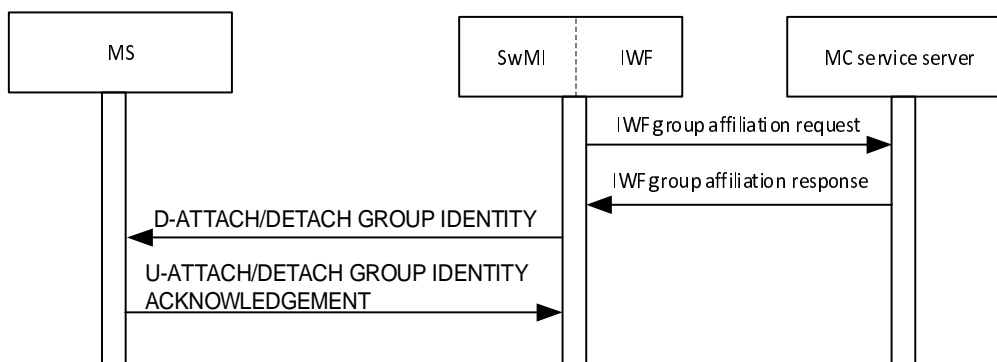 MS
SwMI
IWF
MC service server
IWF group affiliation request
IWF group affiliation response
D-ATTACH/DETACH GROUP IDENTITY
U-ATTACH/DETACH GROUP IDENTITY
ACKNOWLEDGEMENT